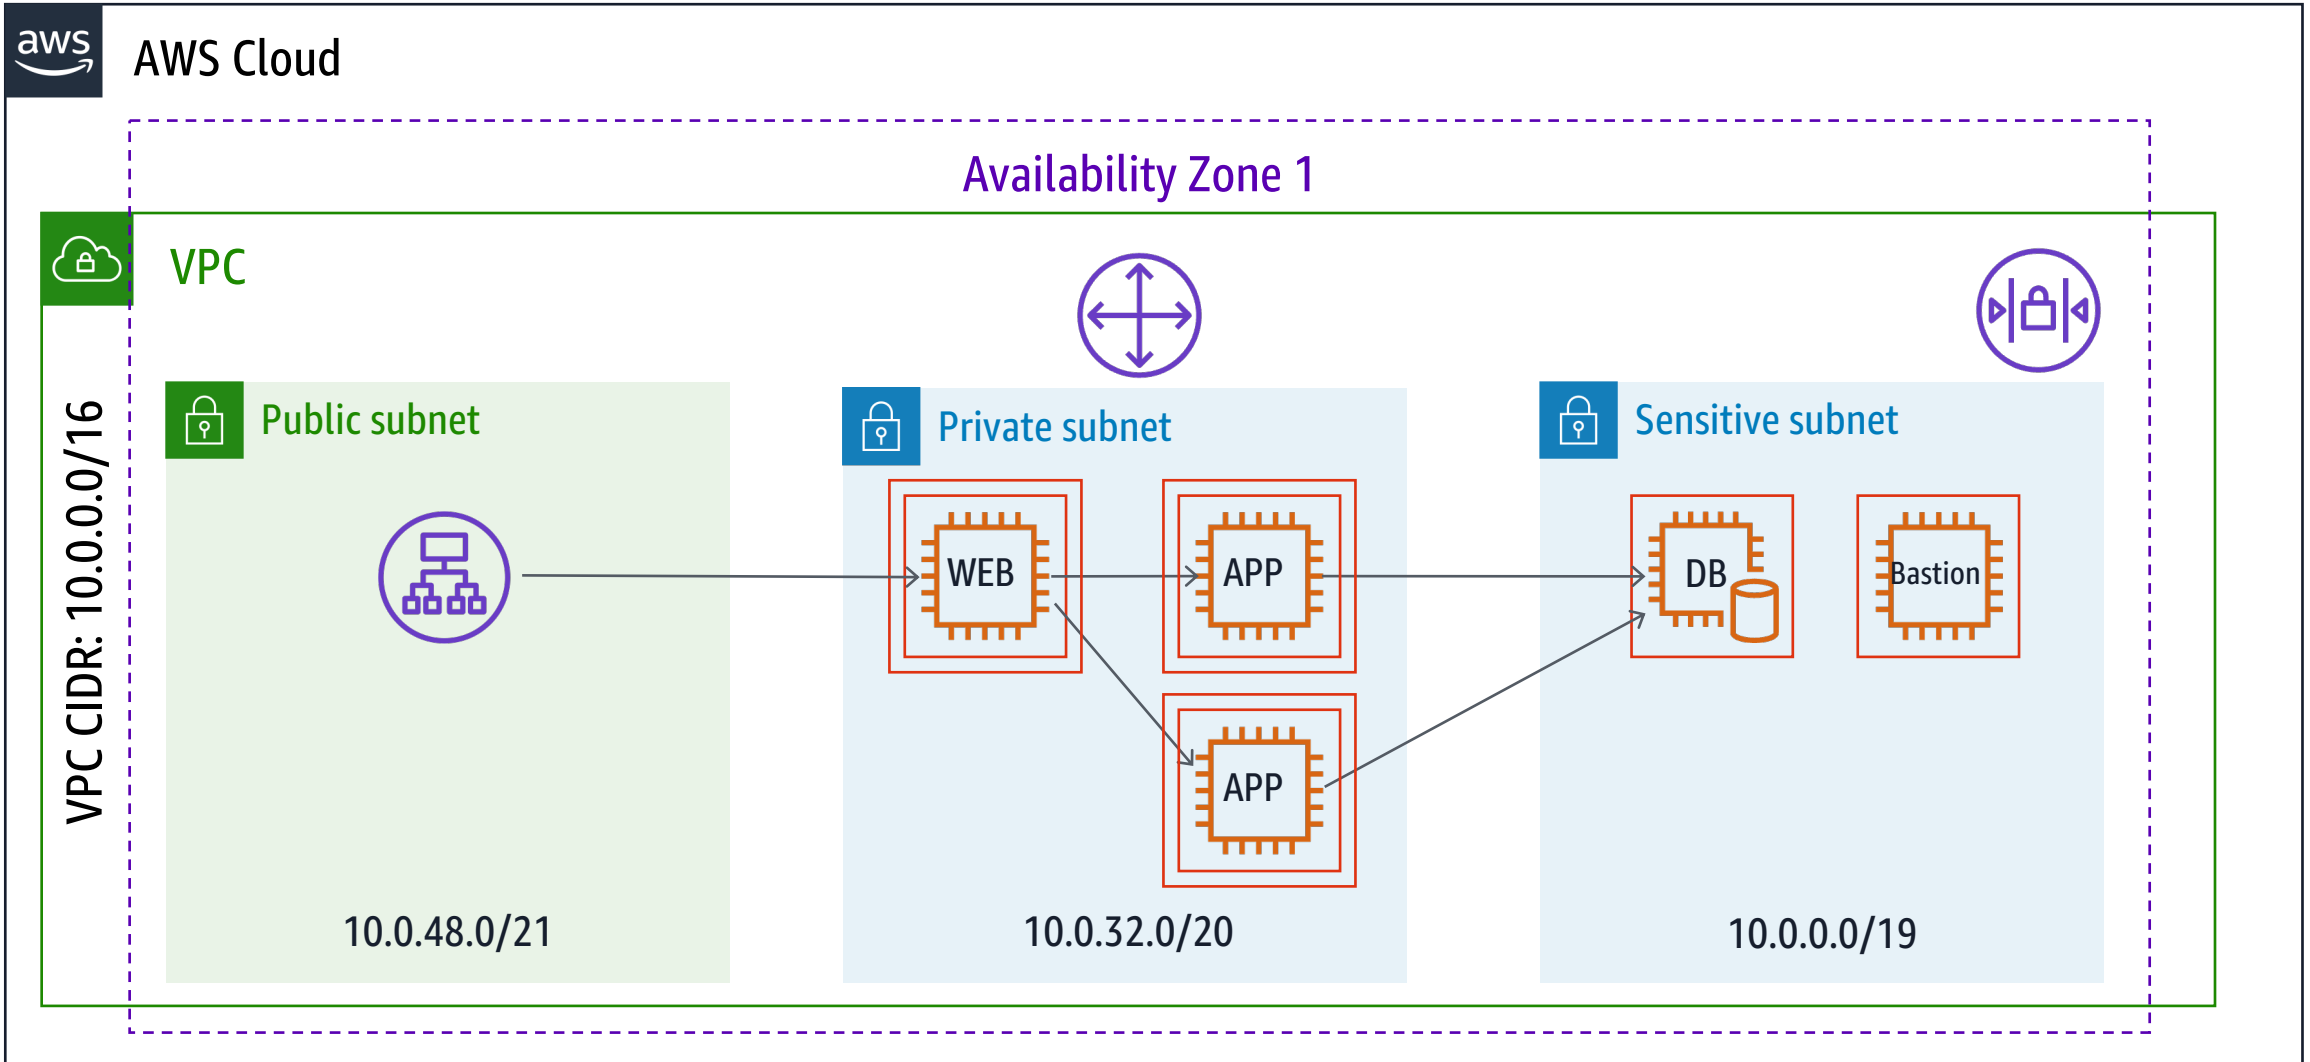 aws
AWS Cloud
Availability Zone 1
VPC
VPC CIDR: 10.0.0.0/16
Public subnet
Private subnet
Sensitive subnet
WEB
APP
DB
Bastion
APP
10.0.48.0/21
10.0.32.0/20
10.0.0.0/19